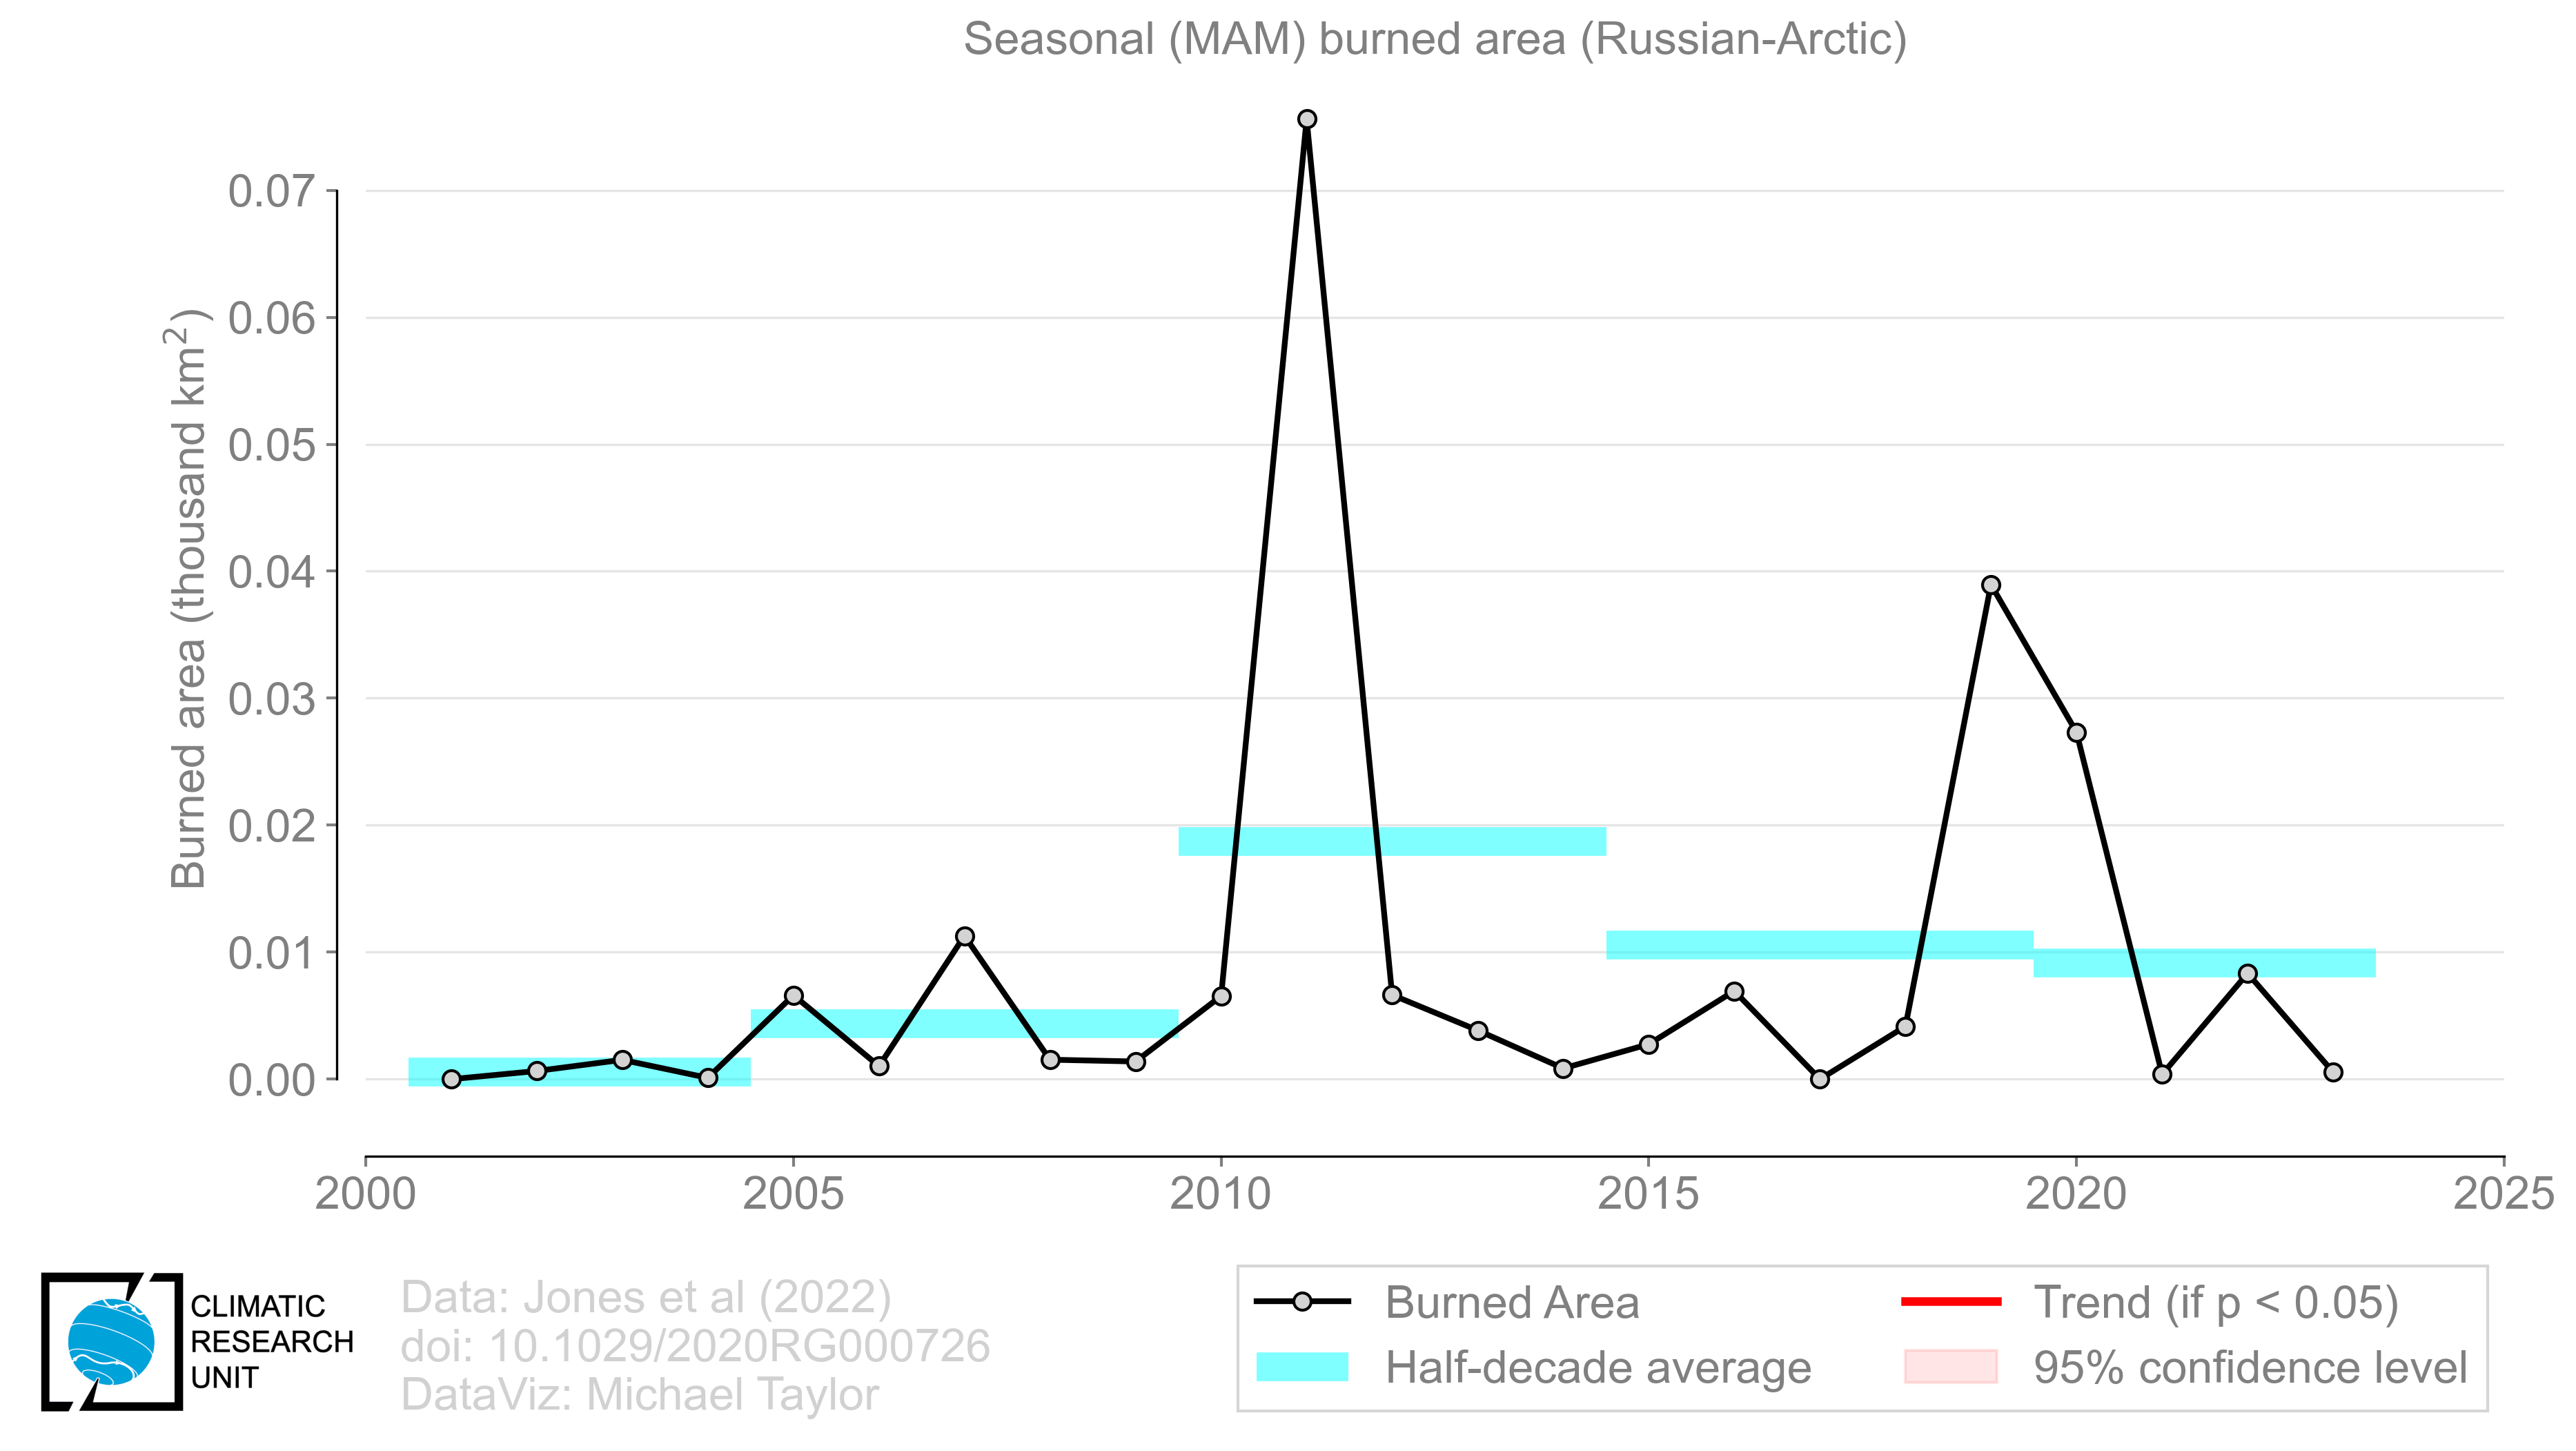 Seasonal (MAM) burned area (Russian-Arctic)
Burned area (thousand km²)
0.07
0.06
0.05
0.04
0.03
0.02
0.01
0.00
2000 2005 2010 2015 2020 2025
CLIMATIC
RESEARCH
UNIT
Data: Jones et al (2022)
doi: 10.1029/2020RG000726
DataViz: Michael Taylor
Burned Area
Half-decade average
Trend (if p < 0.05)
95% confidence level